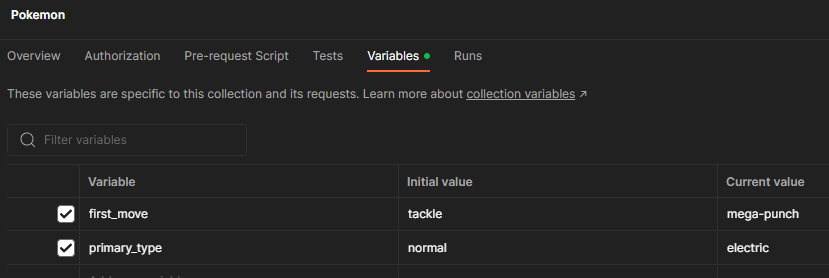 Pokemon
Overview Authorization Pre-request Script Tests Variables Runs
These variables are specific to this collection and its requests. Learn more about collection variables ↗
Filter variables
Variable Initial value Current value
first_move tackle mega-punch
primary_type normal electric